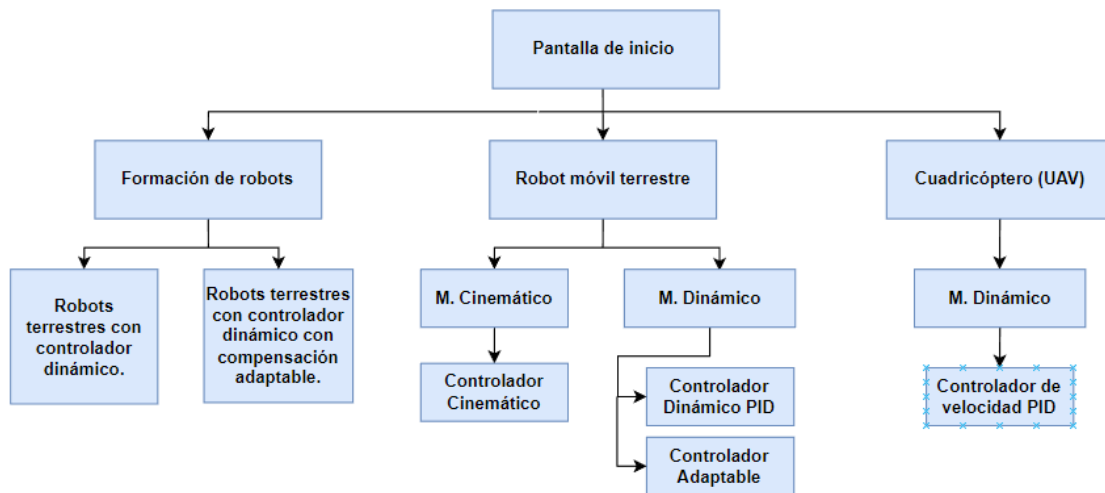 Pantalla de inicio
Formación de robots
Robot móvil terrestre
Cuadricóptero (UAV)
Robots
terrestres con
controlador
dinámico.
Robots terrestres
con controlador
dinámico con
compensación
adaptable.
M. Cinemático
M. Dinámico
M. Dinámico
Controlador
Cinemático
Controlador
Dinámico PID
Controlador
Adaptable
Controlador de
velocidad PID